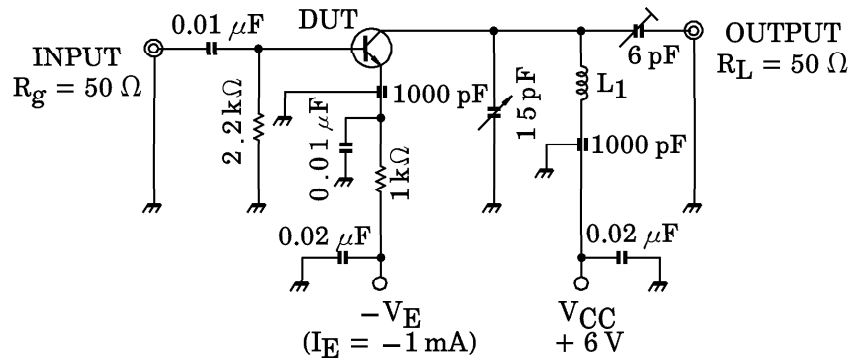 0.01 μF
DUT
INPUT
Rg = 50 Ω
2.2kΩ
0.01 μF
1000 pF
1kΩ
0.02 μF
−VE
(IE = −1 mA)
15 pF
L1
1000 pF
0.02 μF
VCC
+ 6 V
6 pF
OUTPUT
RL = 50 Ω